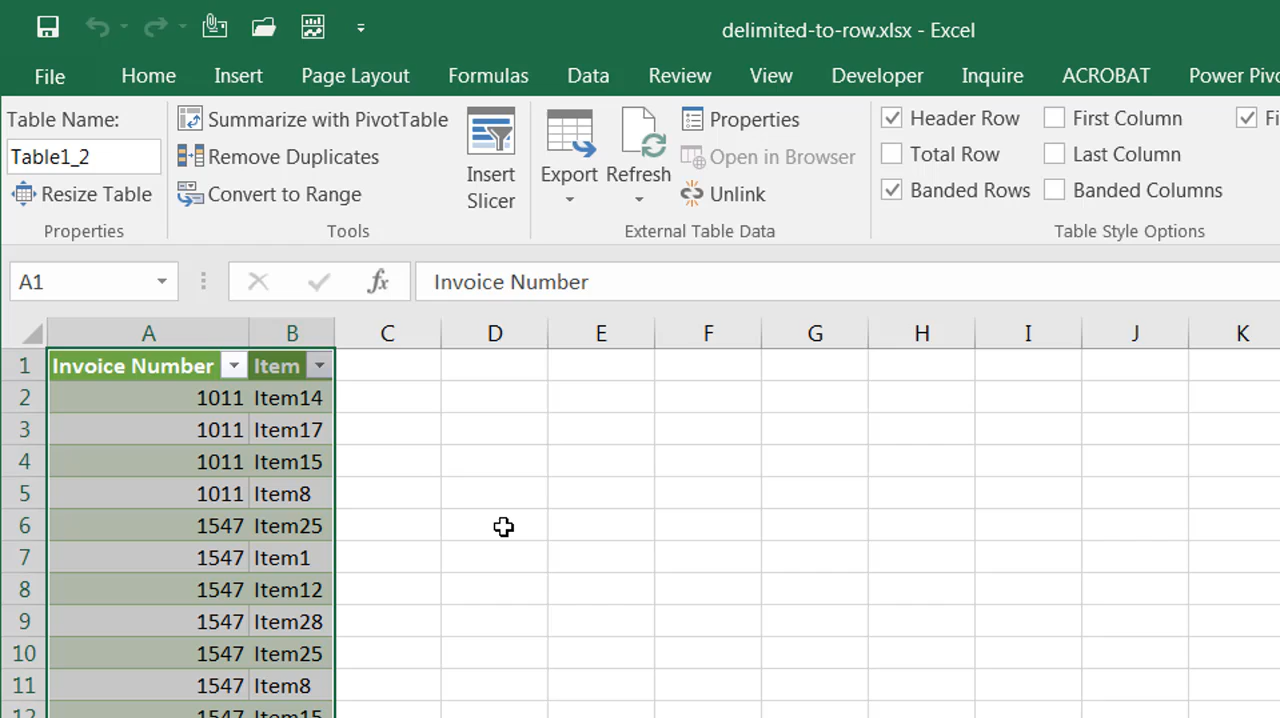 delimited-to-row.xlsx - Excel
File Home Insert Page Layout Formulas Data Review View Developer Inquire ACROBAT Power Piv
Table Name: Summarize with PivotTable Insert Slicer Export Refresh Properties Header Row First Column Fi
Table1_2 Remove Duplicates Open in Browser Total Row Last Column
Resize Table Convert to Range Unlink Banded Rows Banded Columns
Properties Tools External Table Data Table Style Options
A1 fx Invoice Number
A B C D E F G H I J K
1 Invoice Number Item
2 1011 Item14
3 1011 Item17
4 1011 Item15
5 1011 Item8
6 1547 Item25
7 1547 Item1
8 1547 Item12
9 1547 Item28
10 1547 Item25
11 1547 Item8
12 1547 Item15